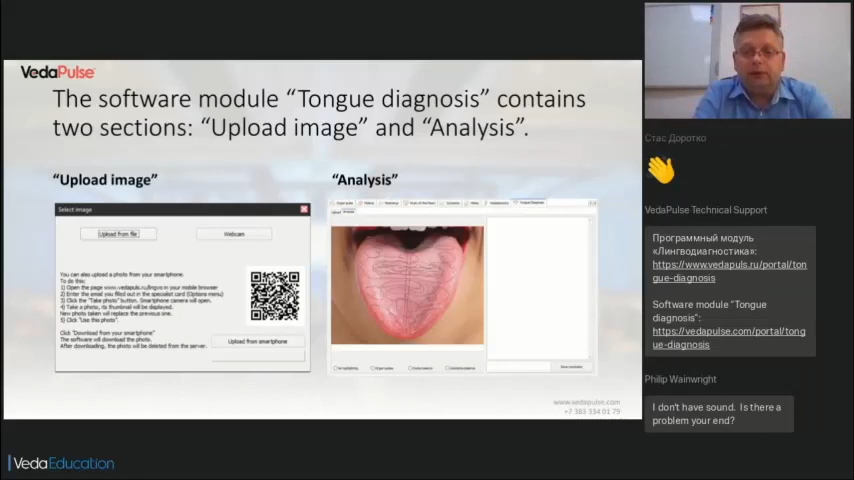 VedaPulse
The software module “Tongue diagnosis” contains
two sections: “Upload image” and “Analysis”.
“Upload image”
“Analysis”
Select image
Upload from file
Webcam
You can also upload a photo from your smartphone.
To do this:
1) Open the page www.vedapuls.ru/lingvo in your mobile browser
2) Enter the email you filled out in the specialist card (Options menu)
3) Click the "Take photo" button. Smartphone camera will open.
4) Take a photo, its thumbnail will be displayed.
New photo taken will replace the previous one.
5) Click "Use this photo".
Click "Download from your smartphone"
The software will download the photo.
After downloading, the photo will be deleted from the server.
Upload from smartphone
Tongue Diagnosis
No highlighting
www.vedapulse.com
+7 383 334 01 79
VedaEducation
Стас Доротко
VedaPulse Technical Support
Программный модуль
«Лингводиагностика»:
https://www.vedapuls.ru/portal/ton
gue-diagnosis
Software module "Tongue
diagnosis":
https://vedapulse.com/portal/tong
ue-diagnosis
Philip Wainwright
I don't have sound. Is there a
problem your end?